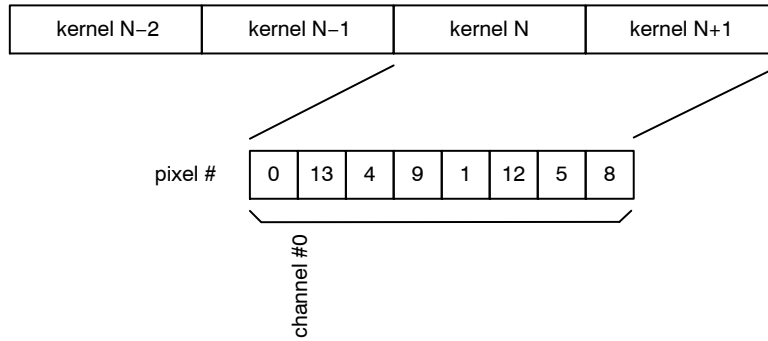 kernel N−2 kernel N−1 kernel N kernel N+1
pixel # 0 13 4 9 1 12 5 8
channel #0